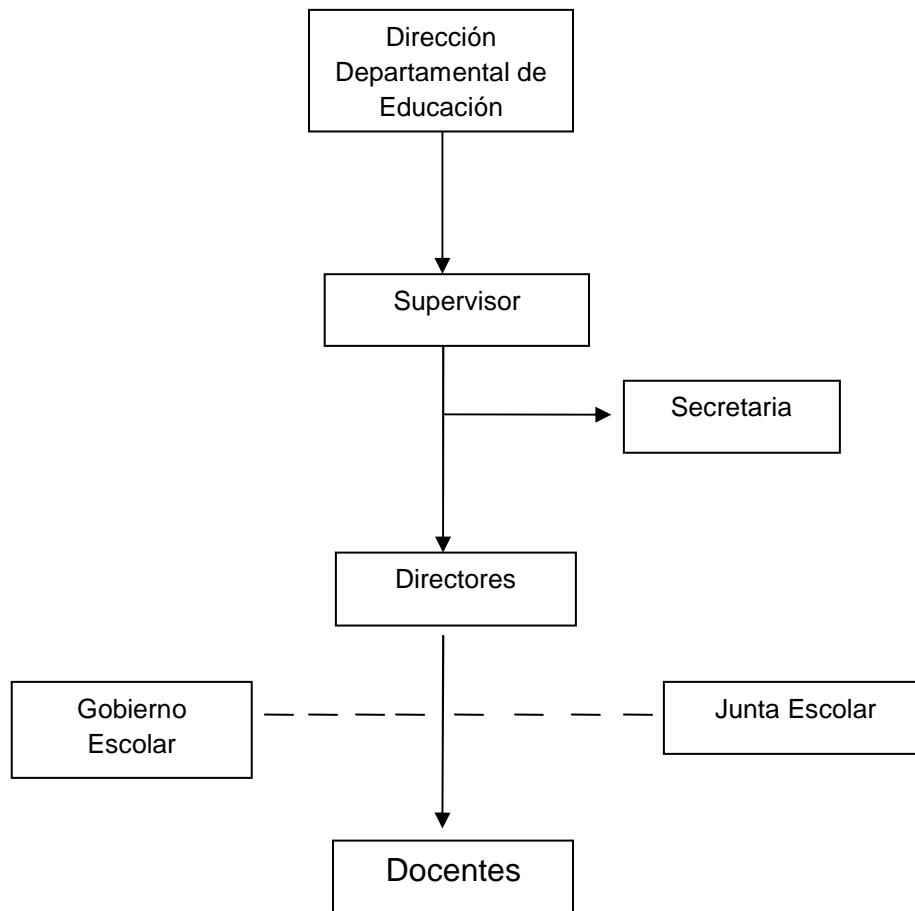 Dirección
Departamental de
Educación
Supervisor
Secretaria
Directores
Gobierno
Escolar
Junta Escolar
Docentes